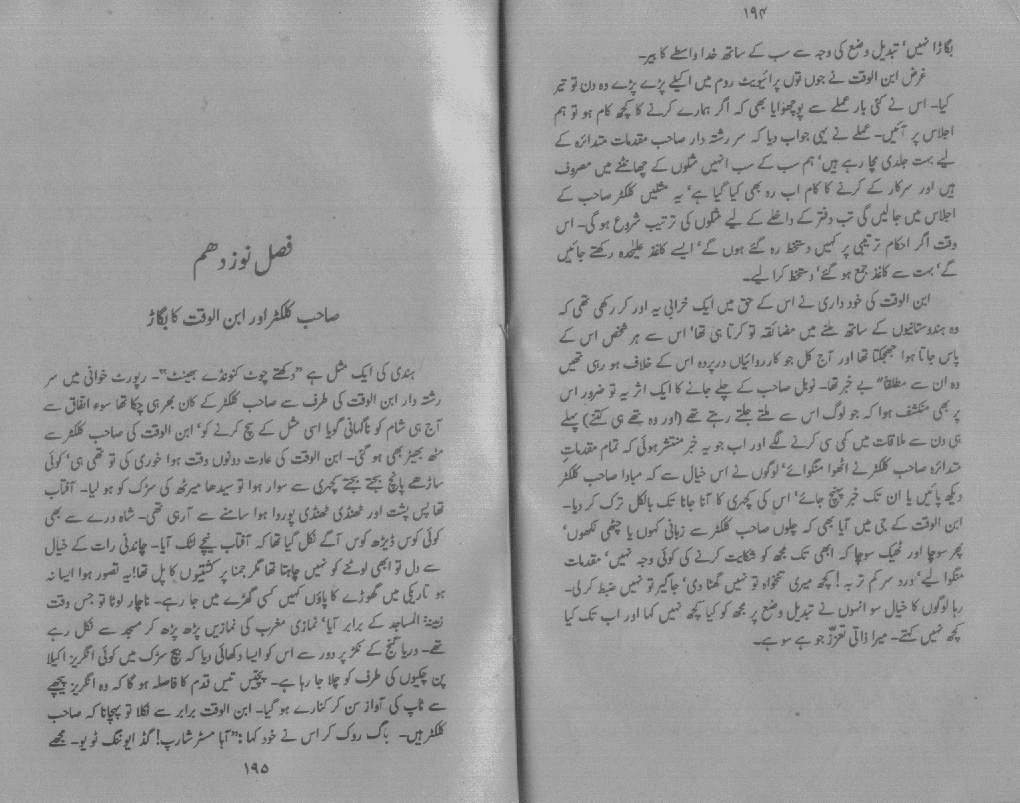 ۱۹۴
بگاڑا نہیں‘ تبدیل وضع کی وجہ سے سب کے ساتھ خدا واسطے کا بیر۔
غرض ابن الوقت نے جوں توں پرائیویٹ روم میں اکیلے پڑے پڑے وہ دن تو تیر
کیا۔ اس نے کئی بار عملے سے پوچھوایا بھی کہ اگر ہمارے کرنے کا کچھ کام ہو تو ہم
اجلاس پر آئیں۔ عملے نے یہی جواب دیا کہ سر رشتہ دار صاحب مقدمات متدائرہ کے
لیے بہت جلدی مچا رہے ہیں‘ ہم سب کے سب انہیں مثلوں کے چھانٹنے میں مصروف
ہیں اور سرکار کے کرنے کا کام اب رہ بھی کیا گیا ہے‘ یہ مثلیں کلکٹر صاحب کے
اجلاس میں جا لیں گی تب دفتر کے داخلے کے لیے مثلوں کی ترتیب شروع ہو گی۔ اس
وقت اگر احکام ترتیبی پر کہیں دستخط رہ گئے ہوں گے‘ ایسے کاغذ علیٰحدہ رکھتے جائیں
گے‘ بہت سے کاغذ جمع ہو گئے‘ دستخط کرا لیے۔
ابن الوقت کی خود داری نے اس کے حق میں ایک خرابی یہ اور کر رکھی تھی کہ
وہ ہندوستانیوں کے ساتھ ملنے میں مضائقہ تو کرتا ہی تھا‘ اس سے ہر شخص اس کے
پاس جاتا ہوا جھجکتا تھا اور آج کل جو کارروائیاں درپردہ اس کے خلاف ہو رہی تھیں
وہ ان سے مطلقا“ بے خبر تھا۔ نوبل صاحب کے چلے جانے کا ایک اثر یہ تو ضرور اس
پر بھی منکشف ہوا کہ جو لوگ اس سے ملتے جلتے رہتے تھے (اور وہ تھے ہی کتنے) پہلے
ہی دن سے ملاقات میں کمی سی کرنے لگے اور اب جو یہ خبر منتشر ہوئی کہ تمام مقدماتِ
متدائرہ صاحب کلکٹر نے اٹھوا منگوائے‘ لوگوں نے اس خیال سے کہ مبادا صاحب کلکٹر
دیکھ پائیں یا ان تک خبر پہنچ جائے‘ اس کی کچہری کا آنا جانا تک بالکل ترک کر دیا۔
ابن الوقت کے جی میں آیا بھی کہ چلوں صاحب کلکٹر سے زبانی کہوں یا چٹھی لکھوں‘
پھر سوچا اور ٹھیک سوچا کہ ابھی تک مجھ کو شکایت کرنے کی کوئی وجہ نہیں‘ مقدمات
منگوا لیے‘ درد سر کم تر بہ! کچھ میری تنخواہ تو نہیں گھٹا دی‘ جاگیر تو نہیں ضبط کر لی۔
رہا لوگوں کا خیال سو انہوں نے تبدیل وضع پر مجھ کو کیا کچھ نہیں کہا اور اب تک کیا
کچھ نہیں کہتے۔ میرا ذاتی تعزّز جو ہے سو ہے۔
فصل نوزدھم
صاحب کلکٹر اور ابن الوقت کا بگاڑ
ہندی کی ایک مثل ہے ”دکھتے چوٹ کنونڈے بھینٹ“۔ رپورٹ خوانی میں سر
رشتہ دار ابن الوقت کی طرف سے صاحب کلکٹر کے کان بھر ہی چکا تھا سوء اتفاق سے
آج ہی شام کو ناگہانی گویا اسی مثل کے سچ کرنے کو‘ ابن الوقت کی صاحب کلکٹر سے
مٹھ بھیڑ بھی ہو گئی۔ ابن الوقت کی عادت دونوں وقت ہوا خوری کی تو تھی ہی‘ کوئی
ساڑھے پانچ بجتے بجتے کچہری سے سوار ہوا تو سیدھا میرٹھ کی سڑک کو ہو لیا۔ آفتاب
تھا پس پشت اور ٹھنڈی ٹھنڈی پوروا ہوا سامنے سے آ رہی تھی۔ شاہ درے سے بھی
کوئی کوس ڈیڑھ کوس آگے نکل گیا تھا کہ آفتاب نیچے لٹک آیا۔ چاندنی رات کے خیال
سے دل تو ابھی لوٹنے کو نہیں چاہتا تھا مگر جمنا پر کشتیوں کا پل تھا!یہ تصور ہوا ایسا نہ
ہو تاریکی میں گھوڑے کا پاؤں کہیں کسی گھڑے میں جا رہے۔ ناچار لوٹا تو جس وقت
زینۃ المساجد کے برابر آیا‘ نمازی مغرب کی نمازیں پڑھ پڑھ کر مسجد سے نکل رہے
تھے۔ دریا گنج کے نکڑ پر دور سے اس کو ایسا دکھائی دیا کہ بیچ سڑک میں کوئی انگریز اکیلا
پن چکیوں کی طرف کو چلا جا رہا ہے۔ پچیس تیس قدم کا فاصلہ ہو گا کہ وہ انگریز پیچھے
سے ٹاپ کی آواز سن کر کنارے ہو گیا۔ ابن الوقت برابر سے نکلا تو پہچانا کہ صاحب
کلکٹر ہیں۔ باگ روک کر اس نے خود کہا: ”آہا مسٹر شارپ! گڈ ایوننگ ٹو یو۔ مجھے
۱۹۵